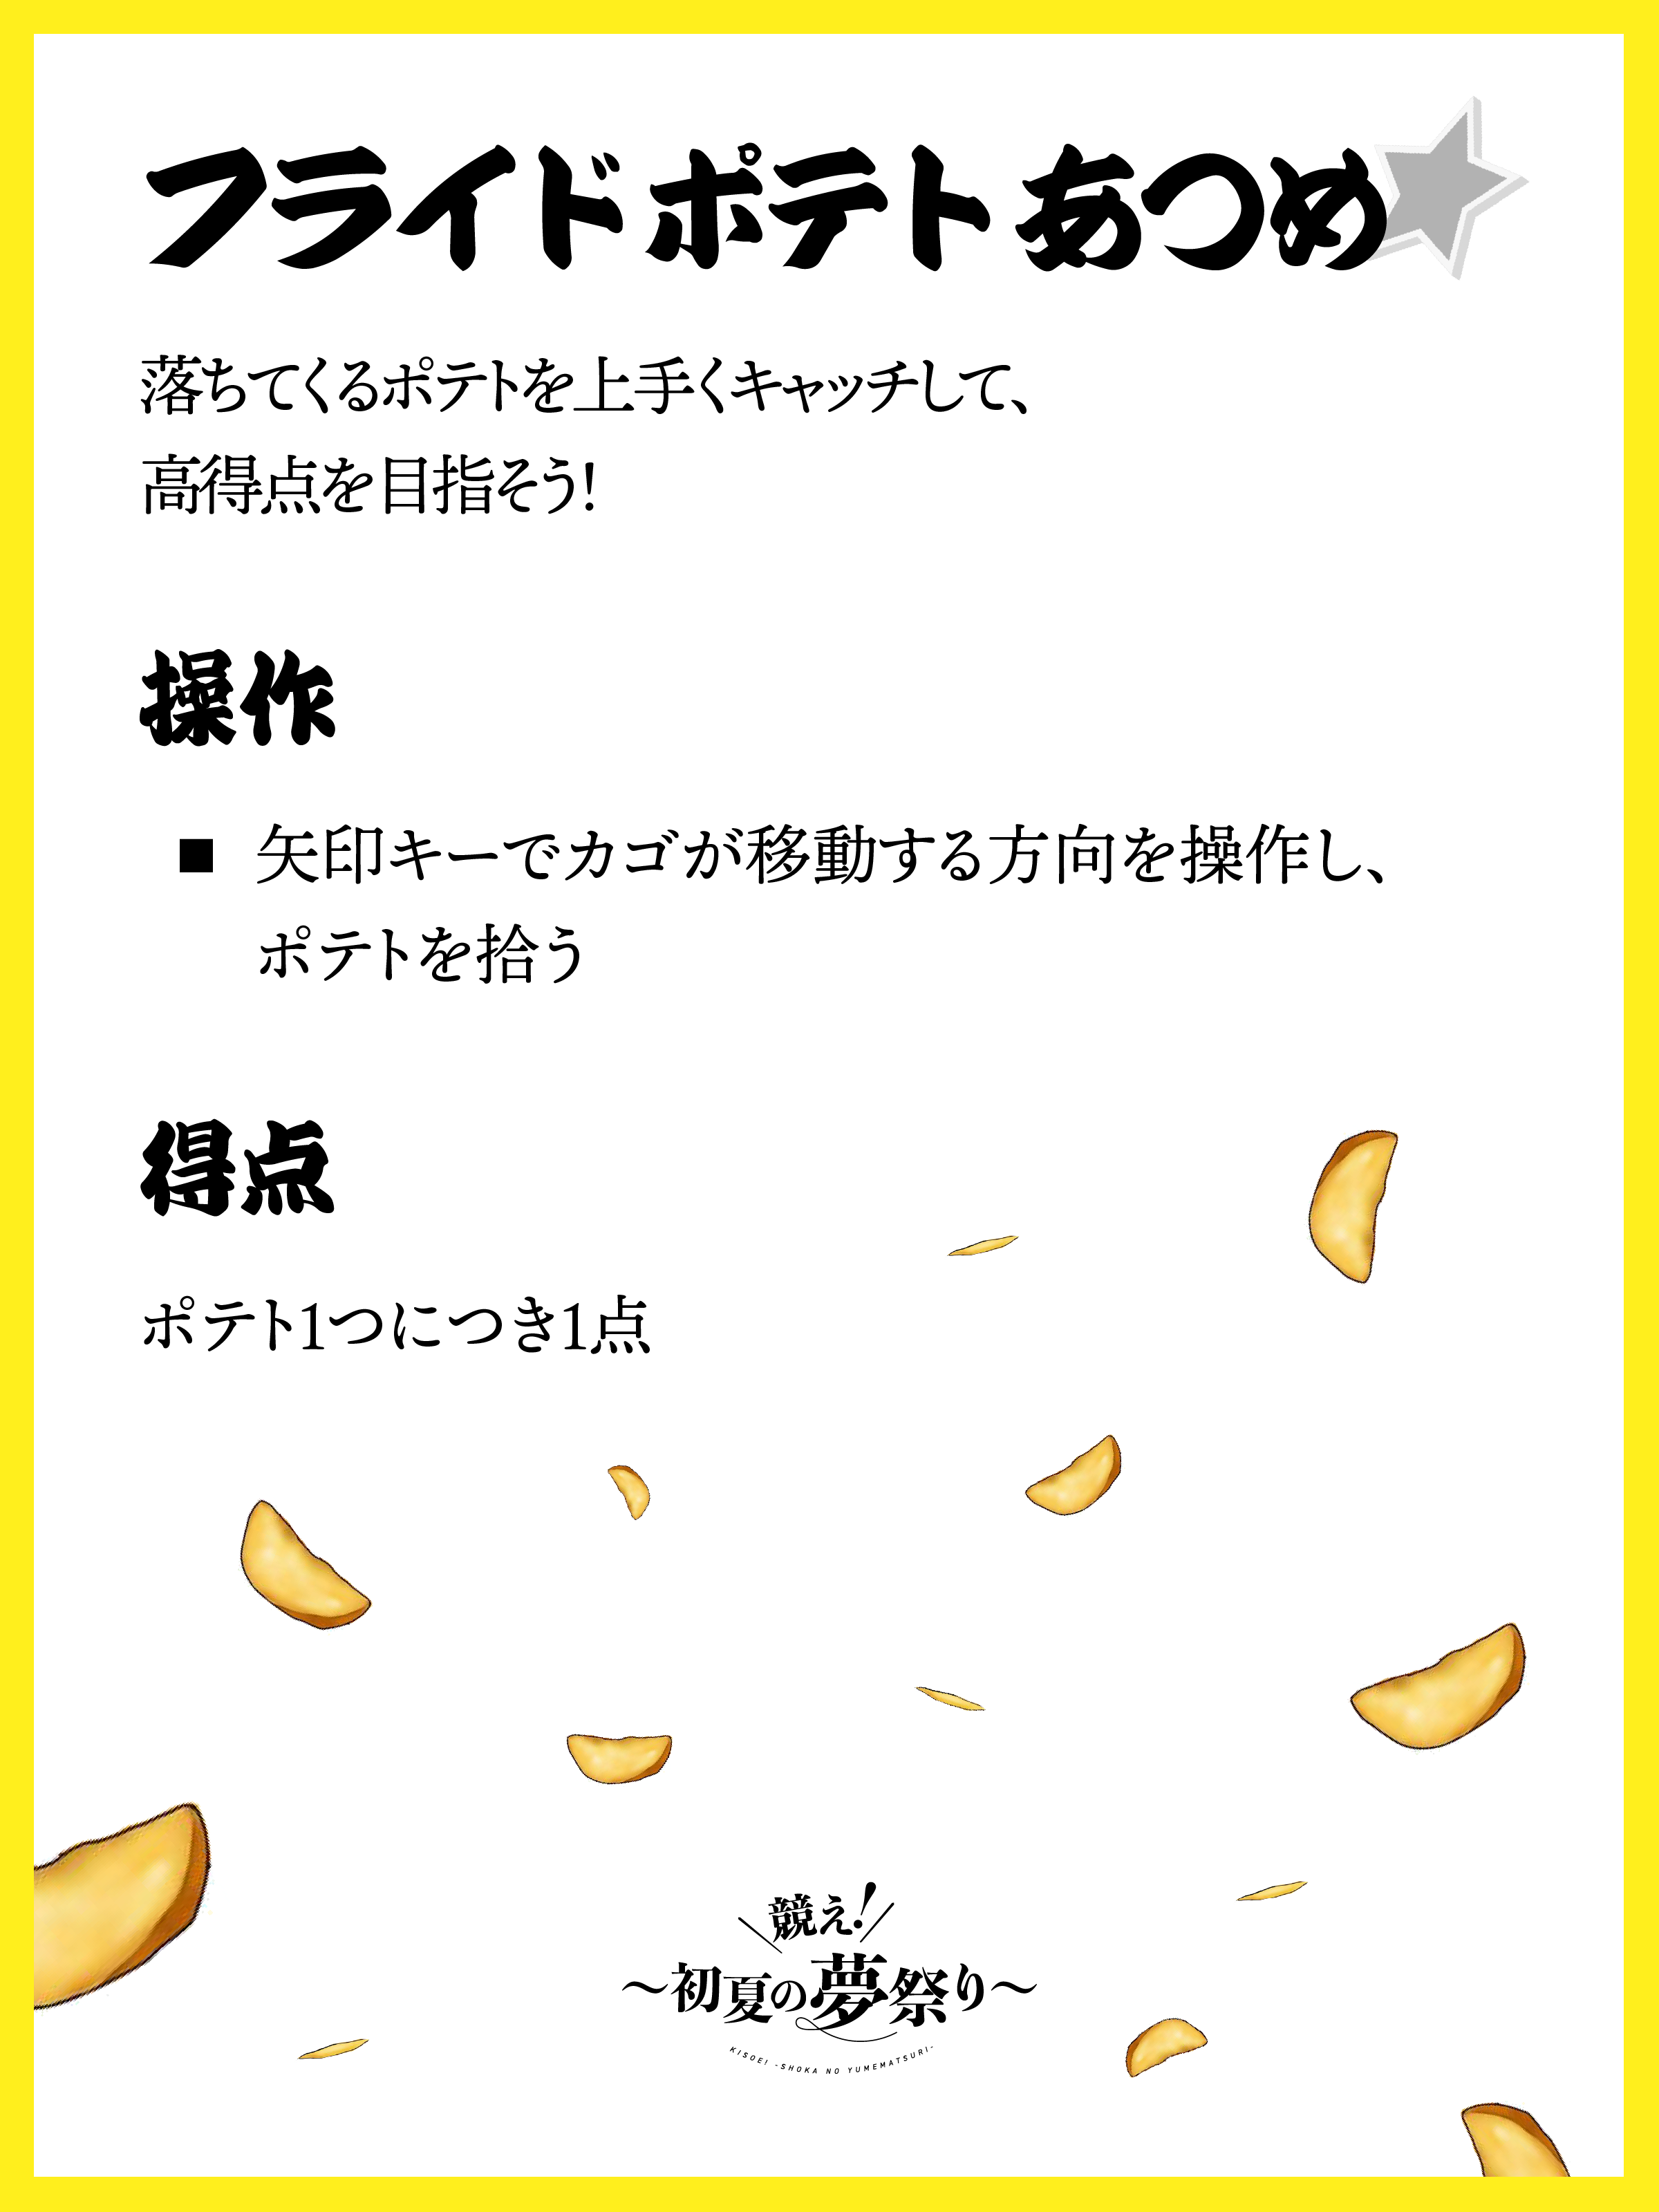 フライドポテトあつめ
落ちてくるポテトを上手くキャッチして、
高得点を目指そう!
操作
■ 矢印キーでカゴが移動する方向を操作し、
ポテトを拾う
得点
ポテト1つにつき1点
競え!
～初夏の夢祭り～
KISOE! -SHOKA NO YUMEMATSURI-